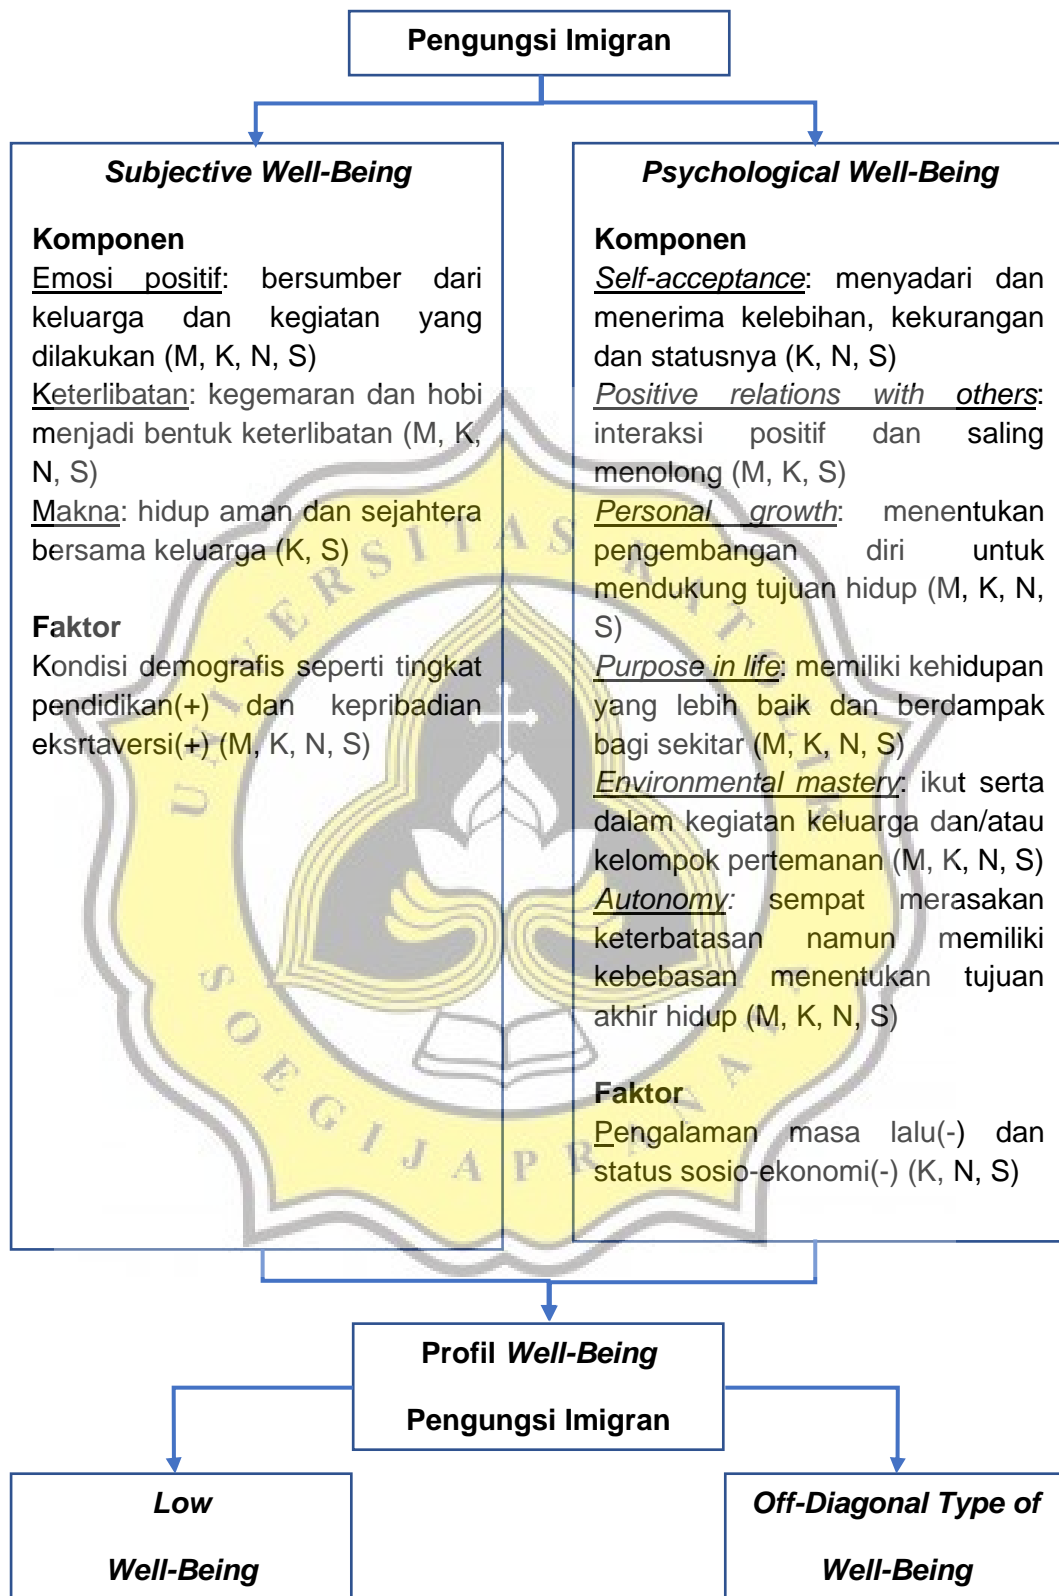 Pengungsi Imigran
Subjective Well-Being
Komponen
Emosi positif: bersumber dari
keluarga dan kegiatan yang
dilakukan (M, K, N, S)
Keterlibatan: kegemaran dan hobi
menjadi bentuk keterlibatan (M, K,
N, S)
Makna: hidup aman dan sejahtera
bersama keluarga (K, S)
Faktor
Kondisi demografis seperti tingkat
pendidikan(+) dan kepribadian
eksrtaversi(+) (M, K, N, S)
Psychological Well-Being
Komponen
Self-acceptance: menyadari dan
menerima kelebihan, kekurangan
dan statusnya (K, N, S)
Positive relations with others:
interaksi positif dan saling
menolong (M, K, S)
Personal growth: menentukan
pengembangan diri untuk
mendukung tujuan hidup (M, K, N,
S)
Purpose in life: memiliki kehidupan
yang lebih baik dan berdampak
bagi sekitar (M, K, N, S)
Environmental mastery: ikut serta
dalam kegiatan keluarga dan/atau
kelompok pertemanan (M, K, N, S)
Autonomy: sempat merasakan
keterbatasan namun memiliki
kebebasan menentukan tujuan
akhir hidup (M, K, N, S)
Faktor
Pengalaman masa lalu(-) dan
status sosio-ekonomi(-) (K, N, S)
UNIVERSITAS KATOLIK
SOEGIJAPRANATA
Profil Well-Being
Pengungsi Imigran
Low
Well-Being
Off-Diagonal Type of
Well-Being